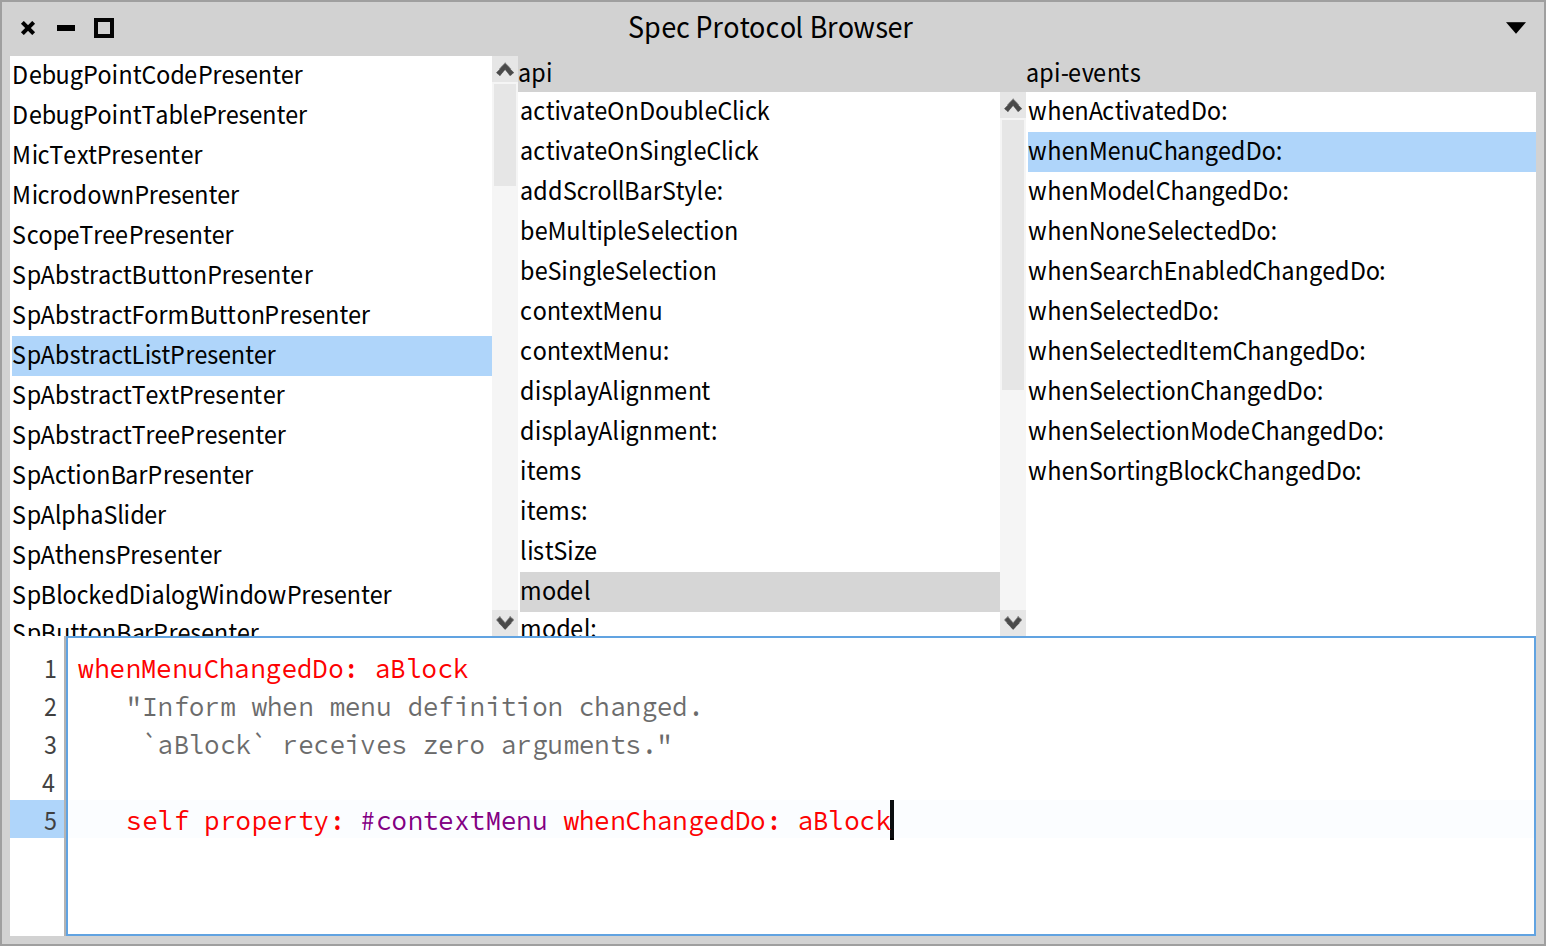 Spec Protocol Browser
DebugPointCodePresenter
DebugPointTablePresenter
MicTextPresenter
MicrodownPresenter
ScopeTreePresenter
SpAbstractButtonPresenter
SpAbstractFormButtonPresenter
SpAbstractListPresenter
SpAbstractTextPresenter
SpAbstractTreePresenter
SpActionBarPresenter
SpAlphaSlider
SpAthensPresenter
SpBlockedDialogWindowPresenter
SpButtonBarPresenter
api
activateOnDoubleClick
activateOnSingleClick
addScrollBarStyle:
beMultipleSelection
beSingleSelection
contextMenu
contextMenu:
displayAlignment
displayAlignment:
items
items:
listSize
model
model:
api-events
whenActivatedDo:
whenMenuChangedDo:
whenModelChangedDo:
whenNoneSelectedDo:
whenSearchEnabledChangedDo:
whenSelectedDo:
whenSelectedItemChangedDo:
whenSelectionChangedDo:
whenSelectionModeChangedDo:
whenSortingBlockChangedDo:
1 whenMenuChangedDo: aBlock
2 "Inform when menu definition changed.
3 `aBlock` receives zero arguments."
4
5 self property: #contextMenu whenChangedDo: aBlock